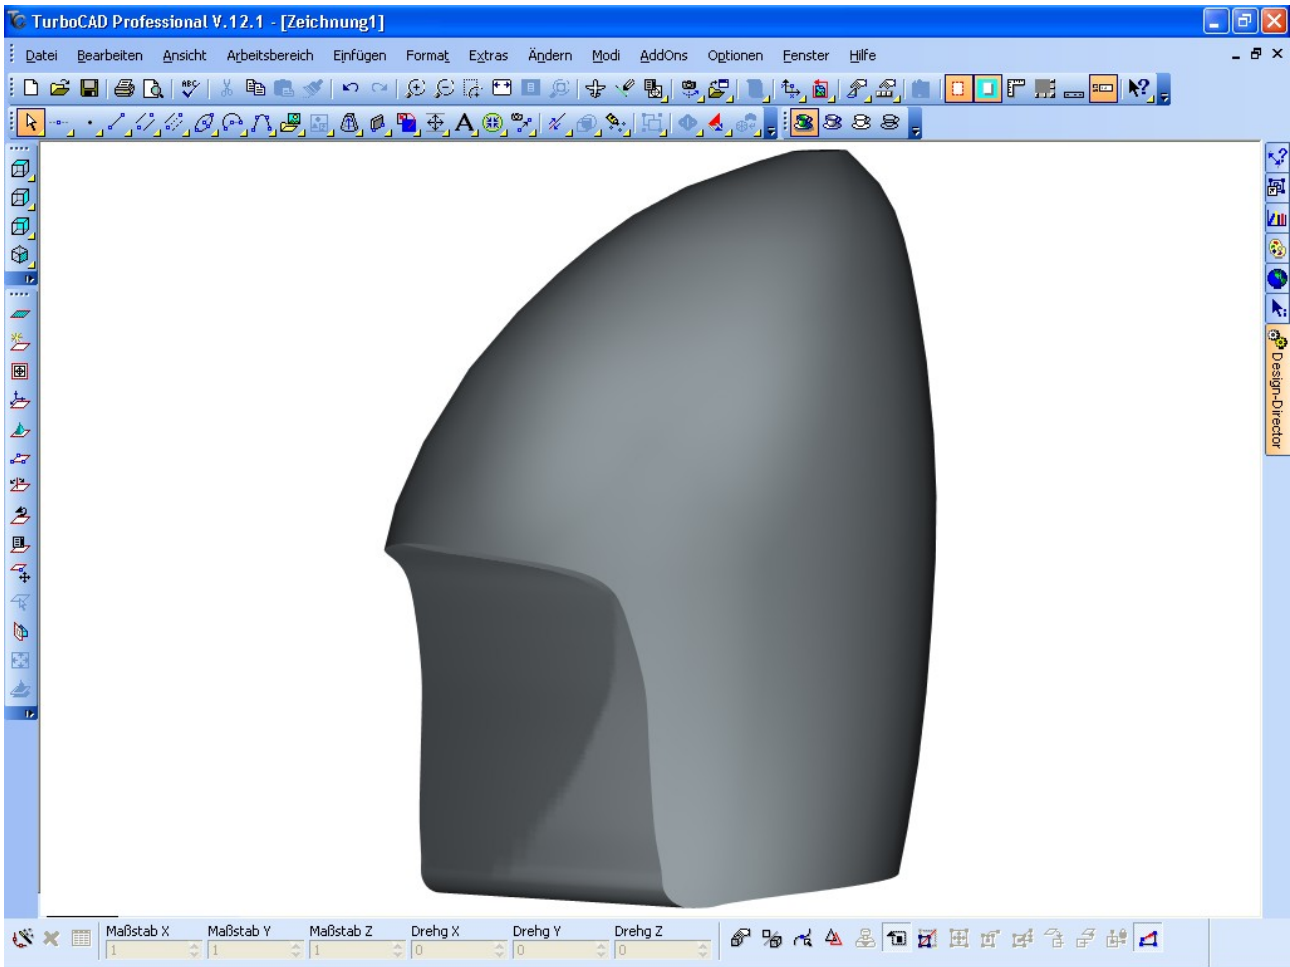 TurboCAD Professional V.12.1 - [Zeichnung1]
Datei Bearbeiten Ansicht Arbeitsbereich Einfügen Format Extras Ändern Modi AddOns Optionen Fenster Hilfe
ABC
A
Design-Director
Maßstab X Maßstab Y Maßstab Z Drehg X Drehg Y Drehg Z
1 1 1 0 0 0